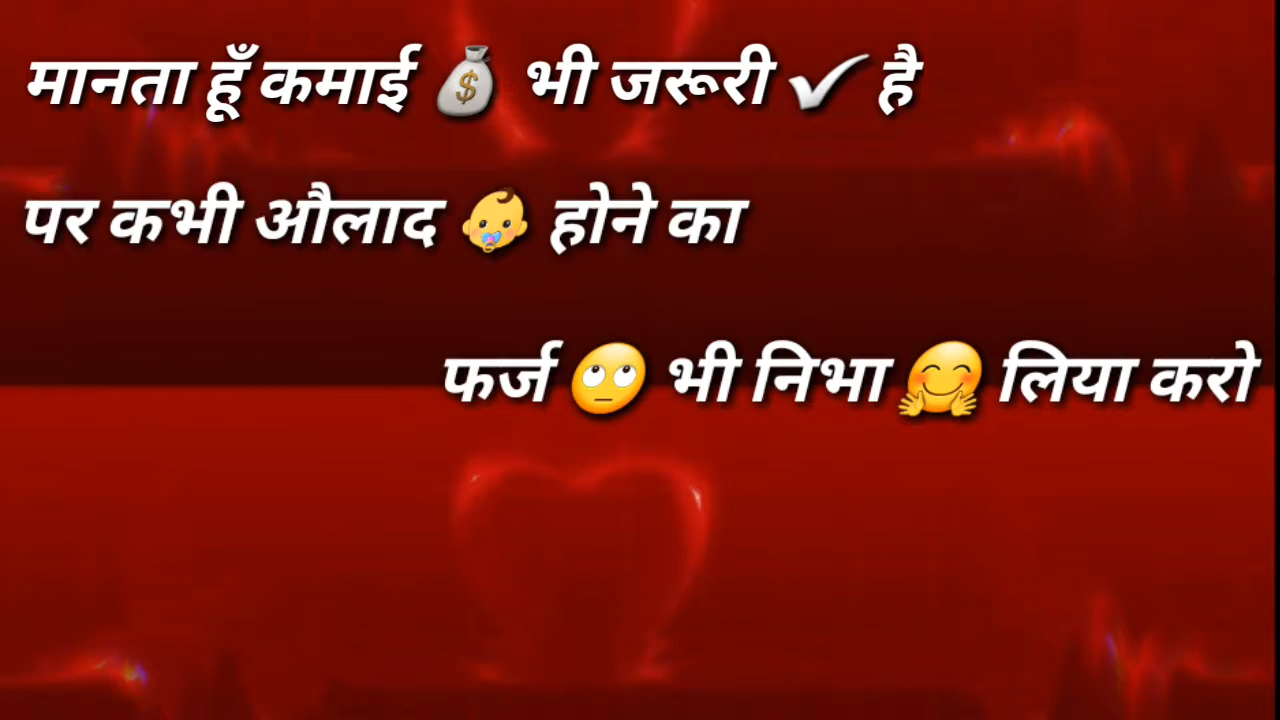 मानता हूँ कमाई 💰 भी जरूरी ✔ है
पर कभी औलाद 👶 होने का
फर्ज 🙄 भी निभा 🤗 लिया करो